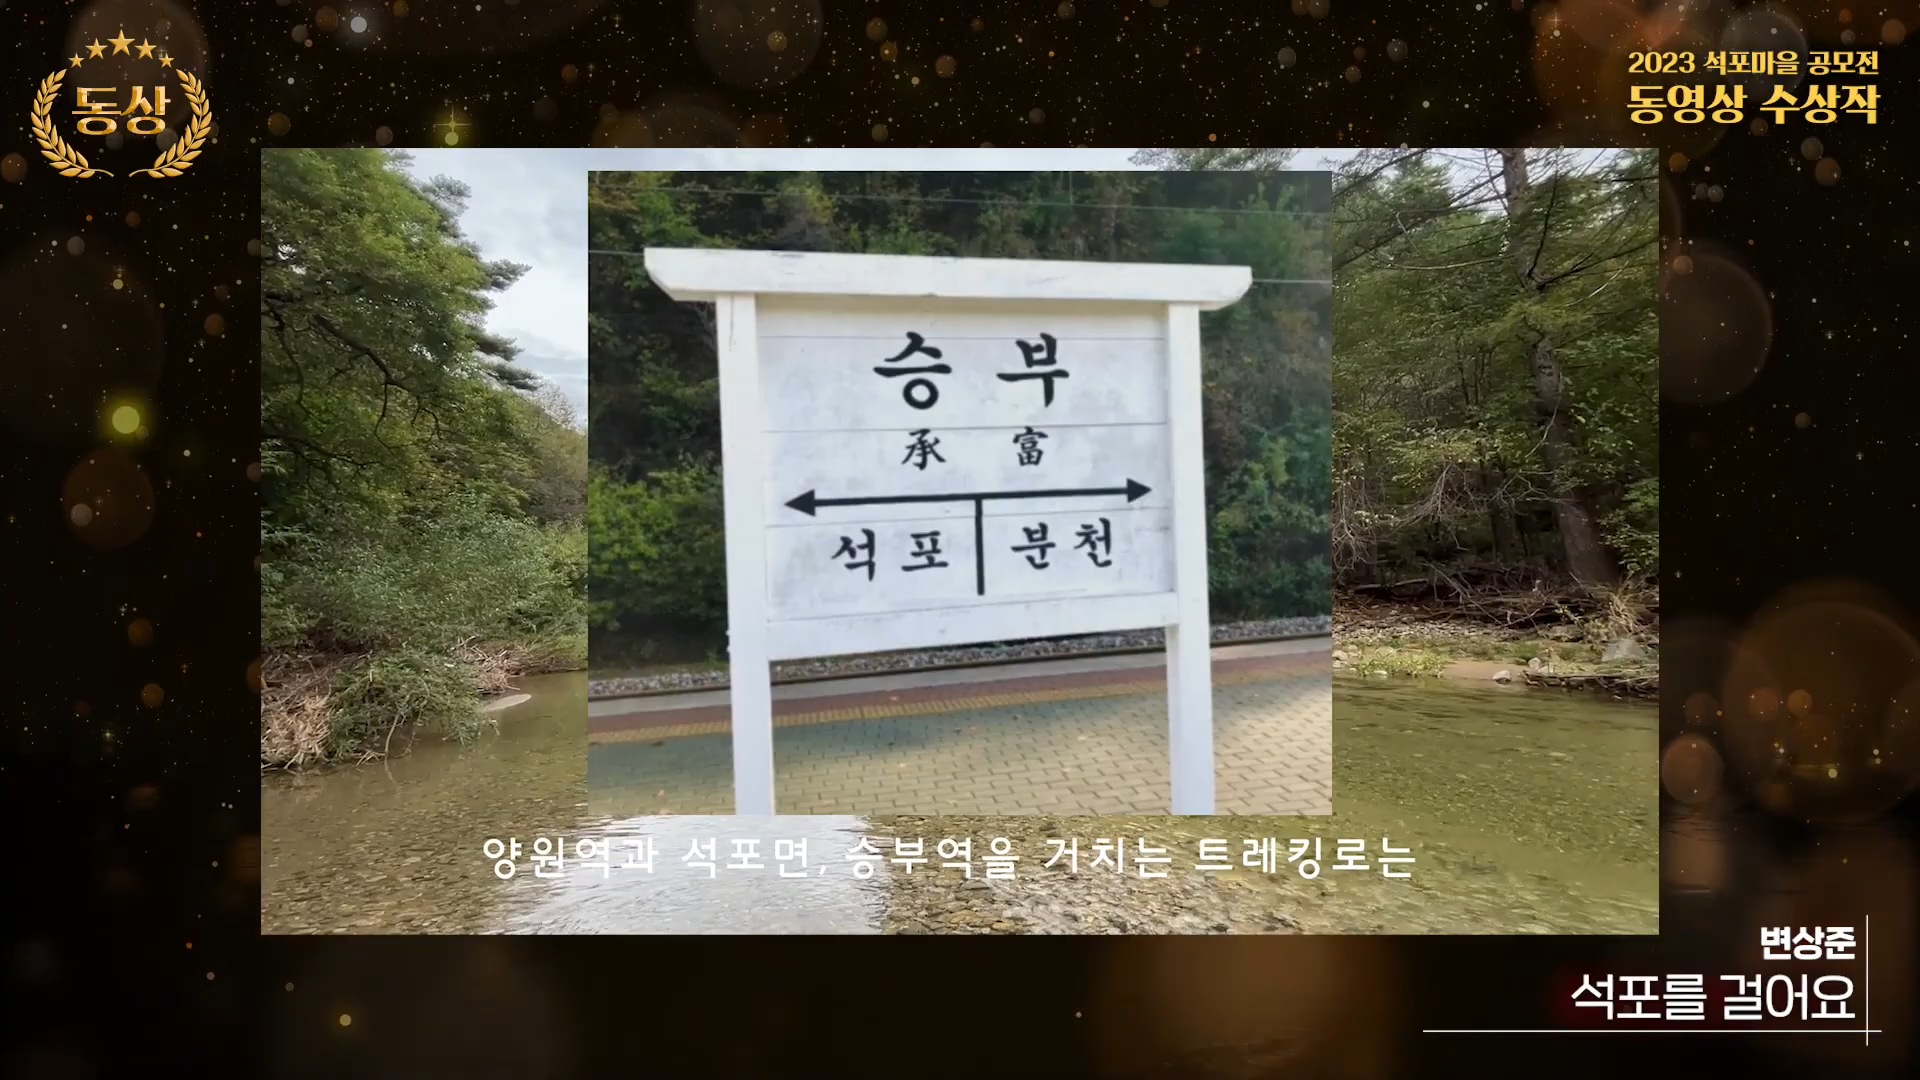 동상
2023 석포마을 공모전
동영상 수상작
승부
承富
석포 분천
양원역과 석포면, 승부역을 거치는 트레킹로는
변상준
석포를 걸어요